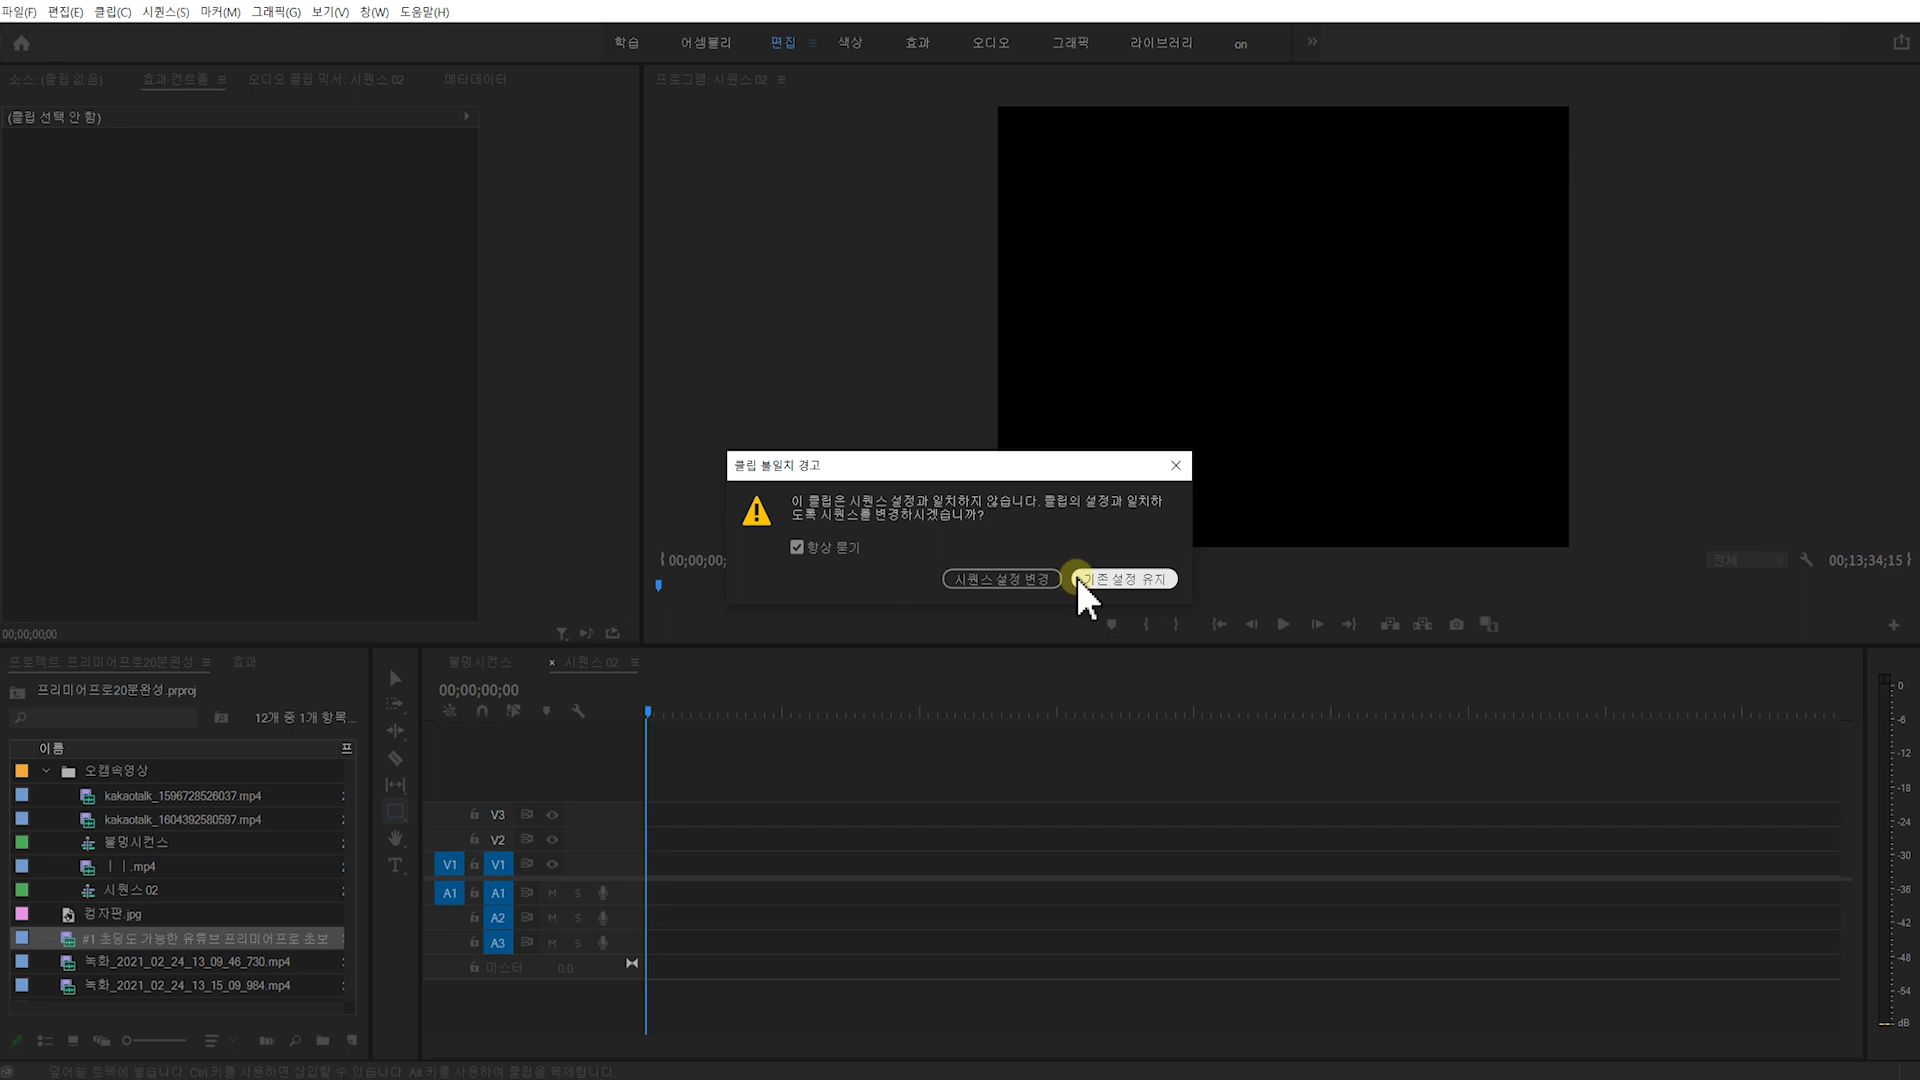 파일(F) 편집(E) 클립(C) 시퀀스(S) 마커(M) 그래픽(G) 보기(V) 창(W) 도움말(H)
학습 어셈블리 편집 색상 효과 오디오 그래픽 라이브러리 on
소스: (클립 없음) 효과 컨트롤 오디오 클립 믹서: 시퀀스 02 메타데이터
프로그램: 시퀀스 02
(클립 선택 안 함)
클립 불일치 경고
이 클립은 시퀀스 설정과 일치하지 않습니다. 클립의 설정과 일치하
도록 시퀀스를 변경하시겠습니까?
항상 묻기
시퀀스 설정 변경 기존 설정 유지
00;00;00;
전체
00;13;34;15
00;00;00;00
프로젝트: 프리미어프로20분완성 효과
프리미어프로20분완성.prproj
12개 중 1개 항목...
이름 프
오캠속영상
kakaotalk_1596728526037.mp4
kakaotalk_1604392580597.mp4
불멍시컨스
ㅣㅣ.mp4
시퀀스 02
컴자판.jpg
#1 초딩도 가능한 유튜브 프리미어프로 초보
녹화_2021_02_24_13_09_46_730.mp4
녹화_2021_02_24_13_15_09_984.mp4
불멍시컨스 × 시퀀스 02
00;00;00;00
V3
V2
V1 V1
A1 A1 M S
A2 M S
A3 M S
마스터 0.0
0
-6
-12
-18
-24
-30
-36
-42
-48
-54
dB
덮어쓸 트랙에 놓습니다. Ctrl 키를 사용하면 삽입할 수 있습니다. Alt 키를 사용하여 클립을 복제합니다.